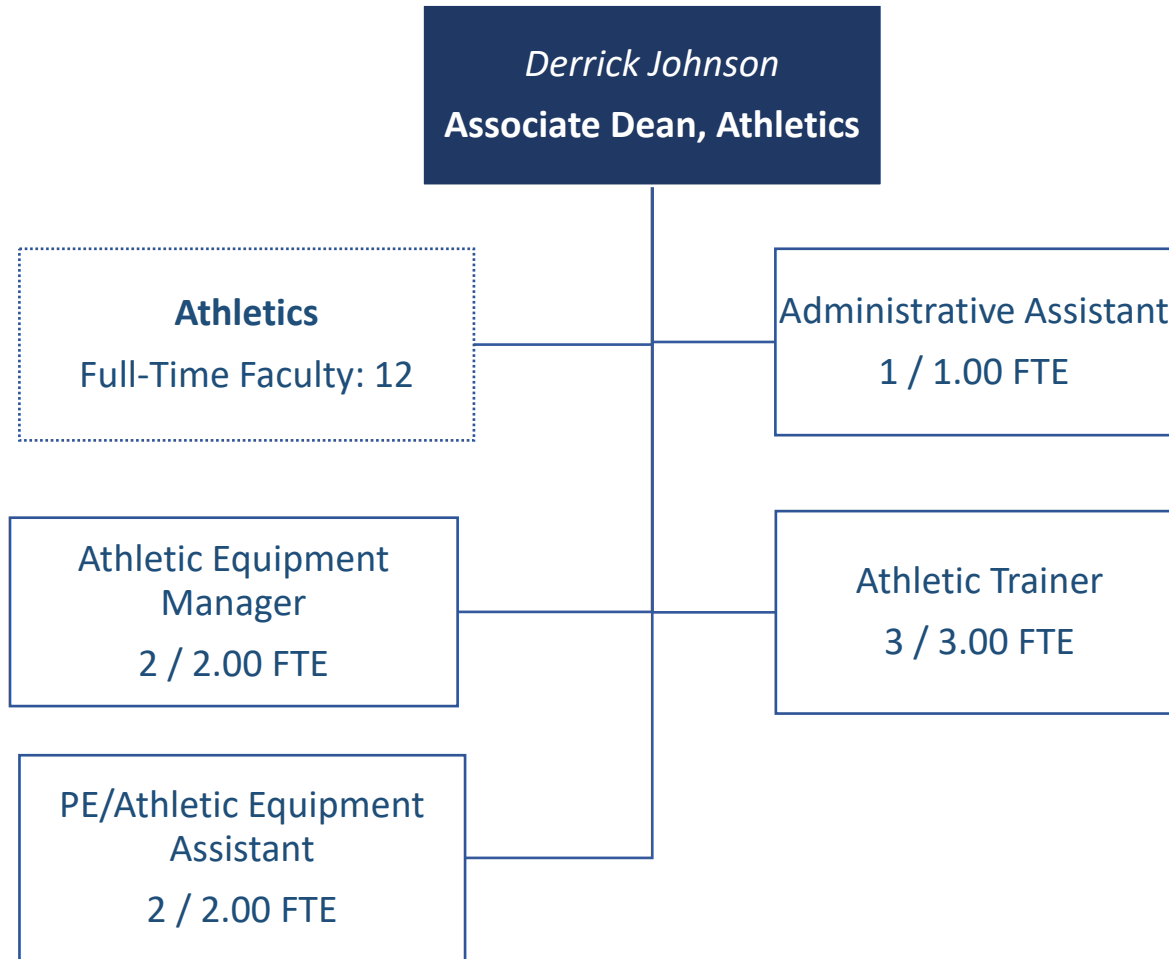 Derrick Johnson
Associate Dean, Athletics
Athletics
Full-Time Faculty: 12
Administrative Assistant
1 / 1.00 FTE
Athletic Equipment
Manager
2 / 2.00 FTE
Athletic Trainer
3 / 3.00 FTE
PE/Athletic Equipment
Assistant
2 / 2.00 FTE